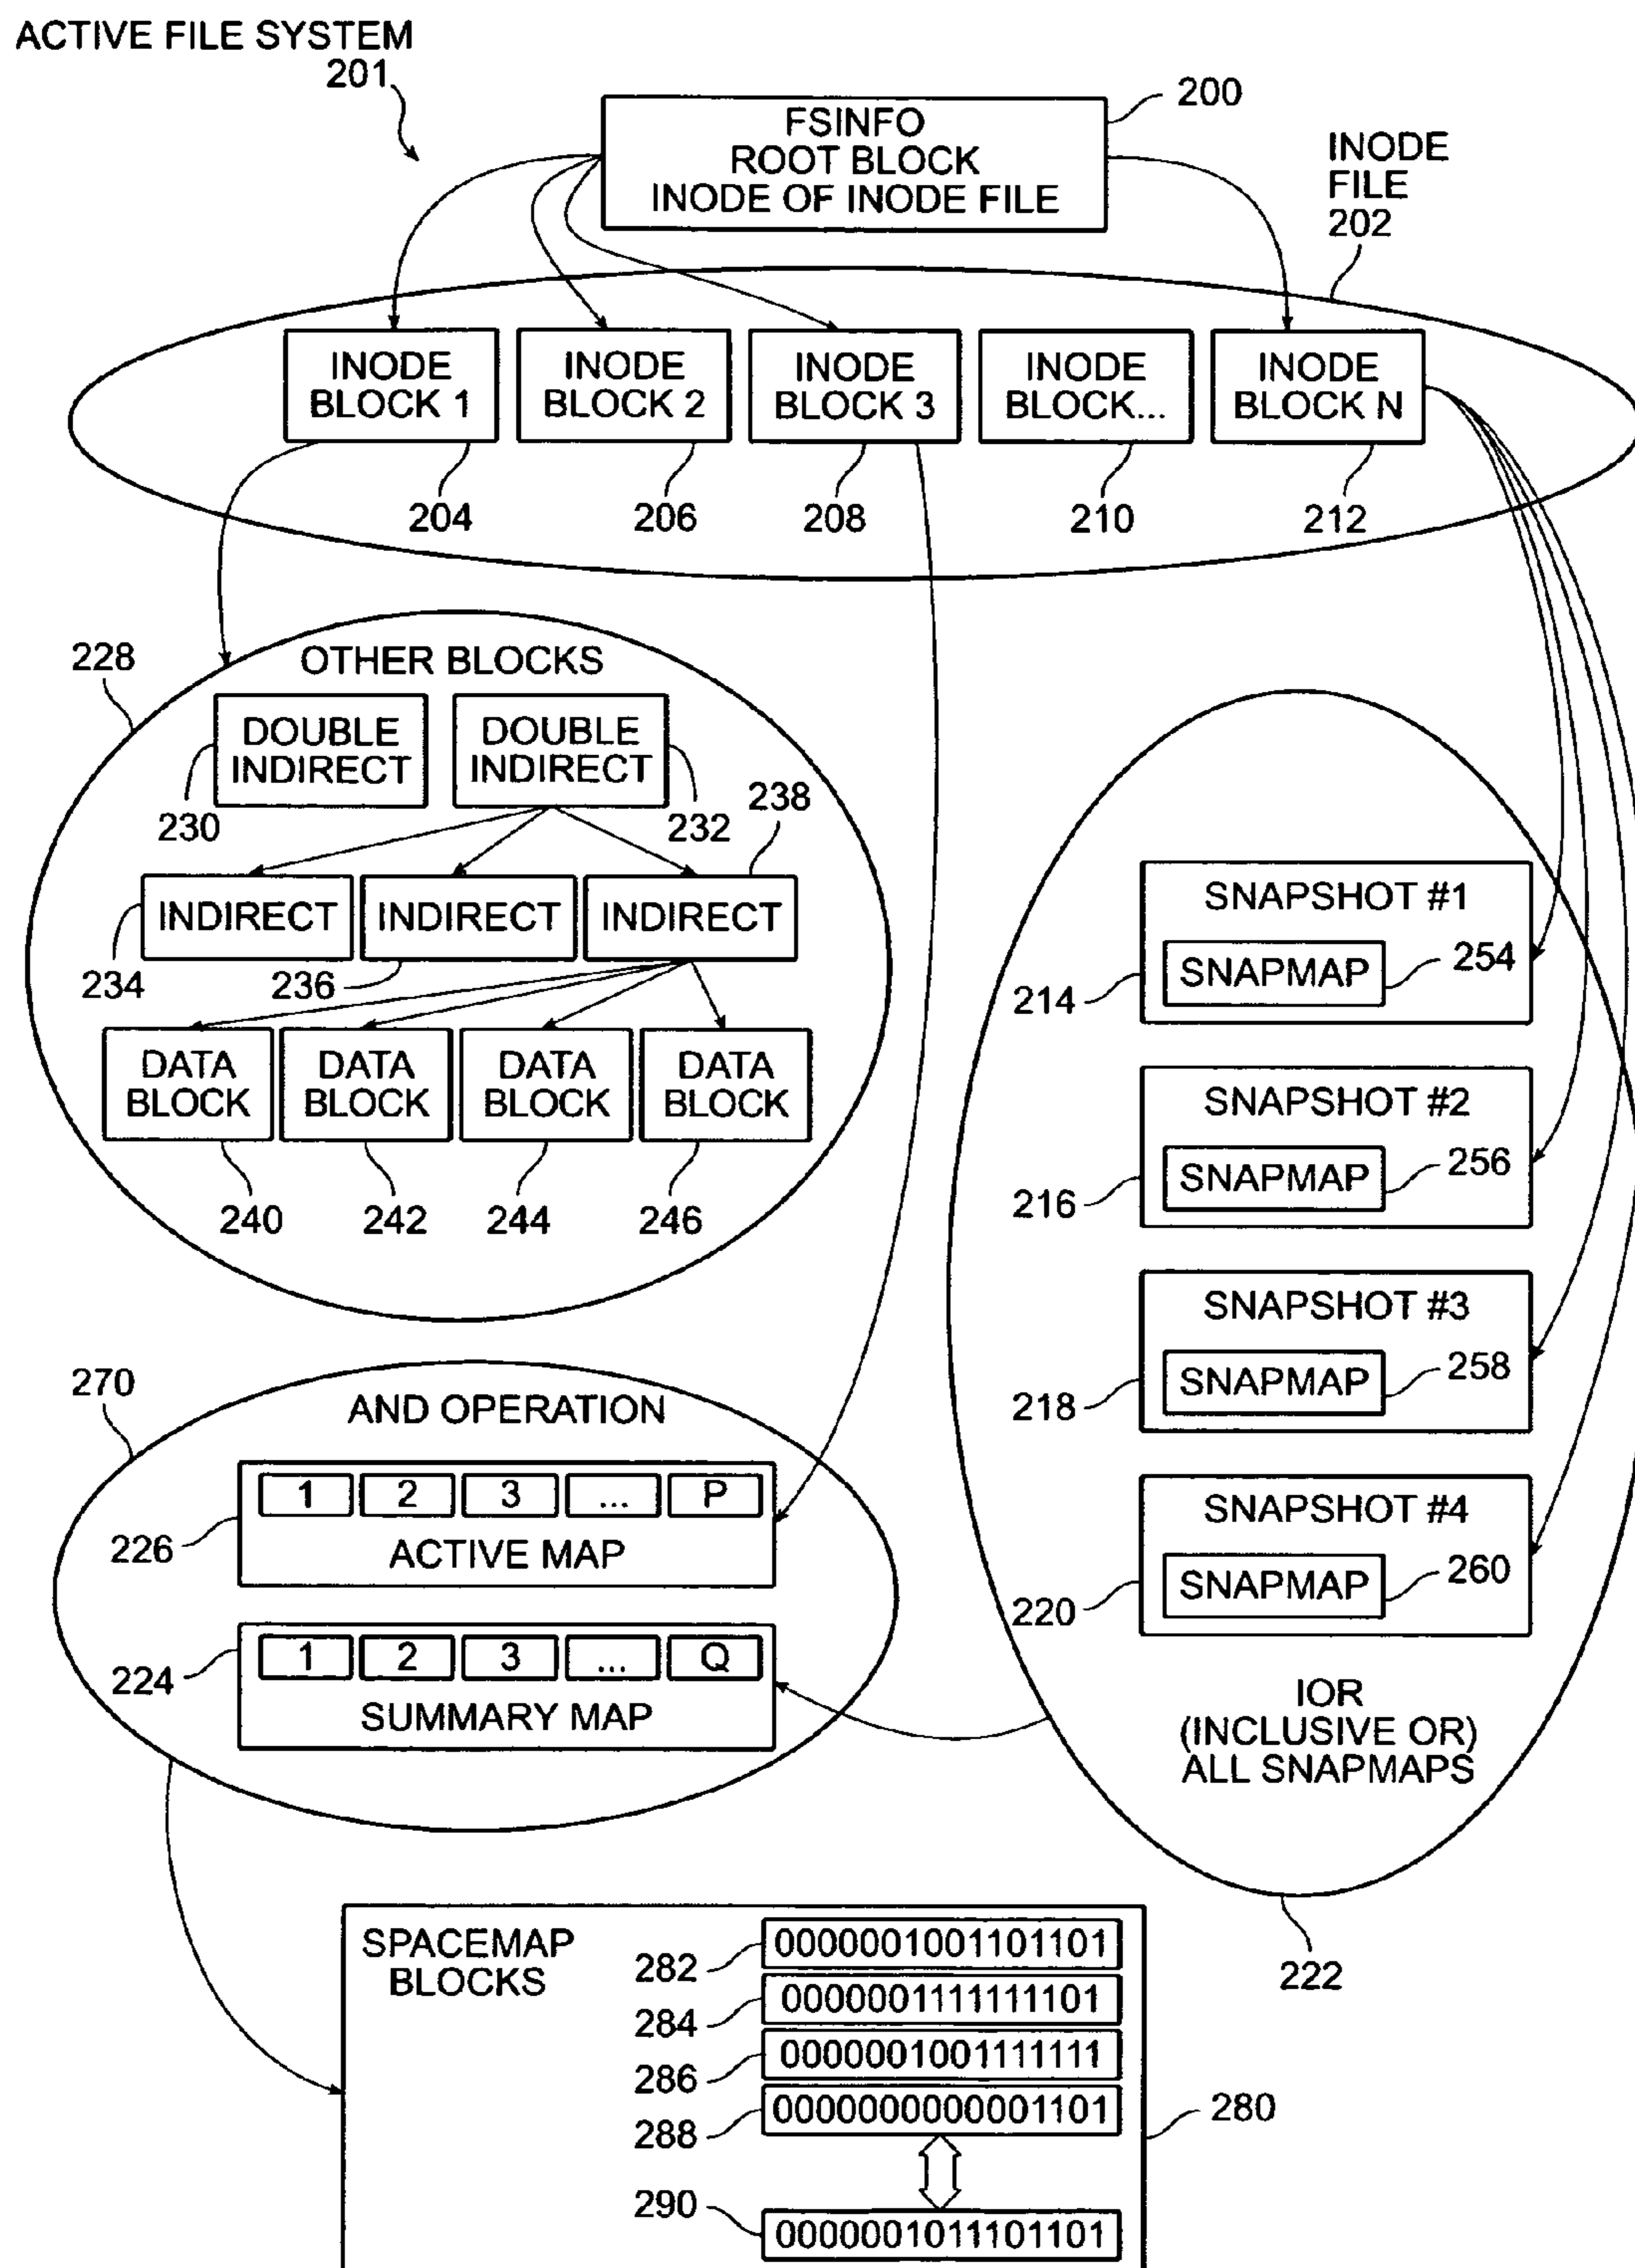 ACTIVE FILE SYSTEM
201
200
FSINFO
ROOT BLOCK
INODE OF INODE FILE
INODE
FILE
202
INODE
BLOCK 1
INODE
BLOCK 2
INODE
BLOCK 3
INODE
BLOCK...
INODE
BLOCK N
204
206
208
210
212
228
OTHER BLOCKS
DOUBLE
INDIRECT
DOUBLE
INDIRECT
230
232
238
INDIRECT
INDIRECT
INDIRECT
234
236
DATA
BLOCK
DATA
BLOCK
DATA
BLOCK
DATA
BLOCK
240
242
244
246
SNAPSHOT #1
SNAPMAP
254
214
SNAPSHOT #2
SNAPMAP
256
216
SNAPSHOT #3
SNAPMAP
258
218
SNAPSHOT #4
SNAPMAP
260
220
IOR
(INCLUSIVE OR)
ALL SNAPMAPS
222
270
AND OPERATION
1 2 3 ... P
226
ACTIVE MAP
1 2 3 ... Q
224
SUMMARY MAP
SPACEMAP
BLOCKS
282
0000001001101101
284
0000001111111101
286
0000001001111111
288
0000000000001101
280
290
0000001011101101